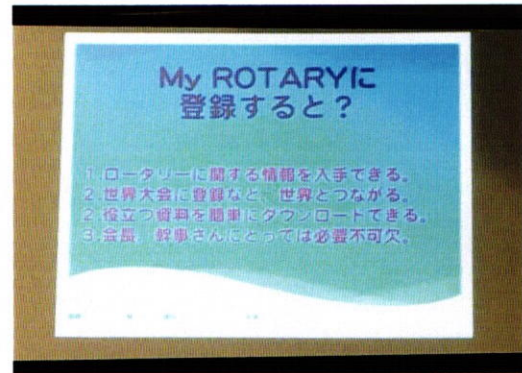 My ROTARYに
登録すると？
1.ロータリーに関する情報を入手できる。
2.世界大会に登録など、世界とつながる。
2.役立つ資料を簡単にダウンロードできる。
3.会長、幹事さんにとっては必要不可欠。